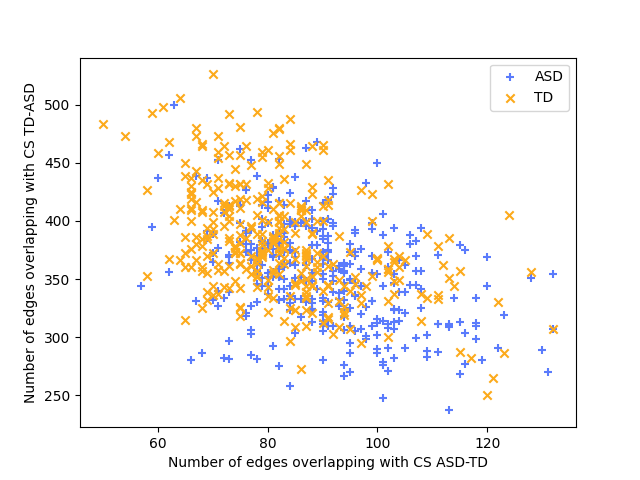 ASD
TD
Number of edges overlapping with CS TD-ASD
500
450
400
350
300
250
60 80 100 120
Number of edges overlapping with CS ASD-TD